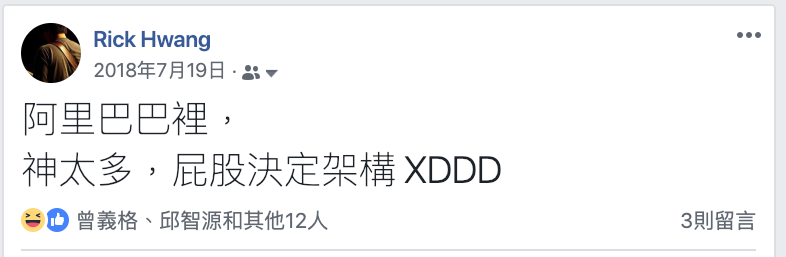 Rick Hwang
2018年7月19日 ·
阿里巴巴裡，
神太多，屁股決定架構 XDDD
曾義格、邱智源和其他12人
3則留言